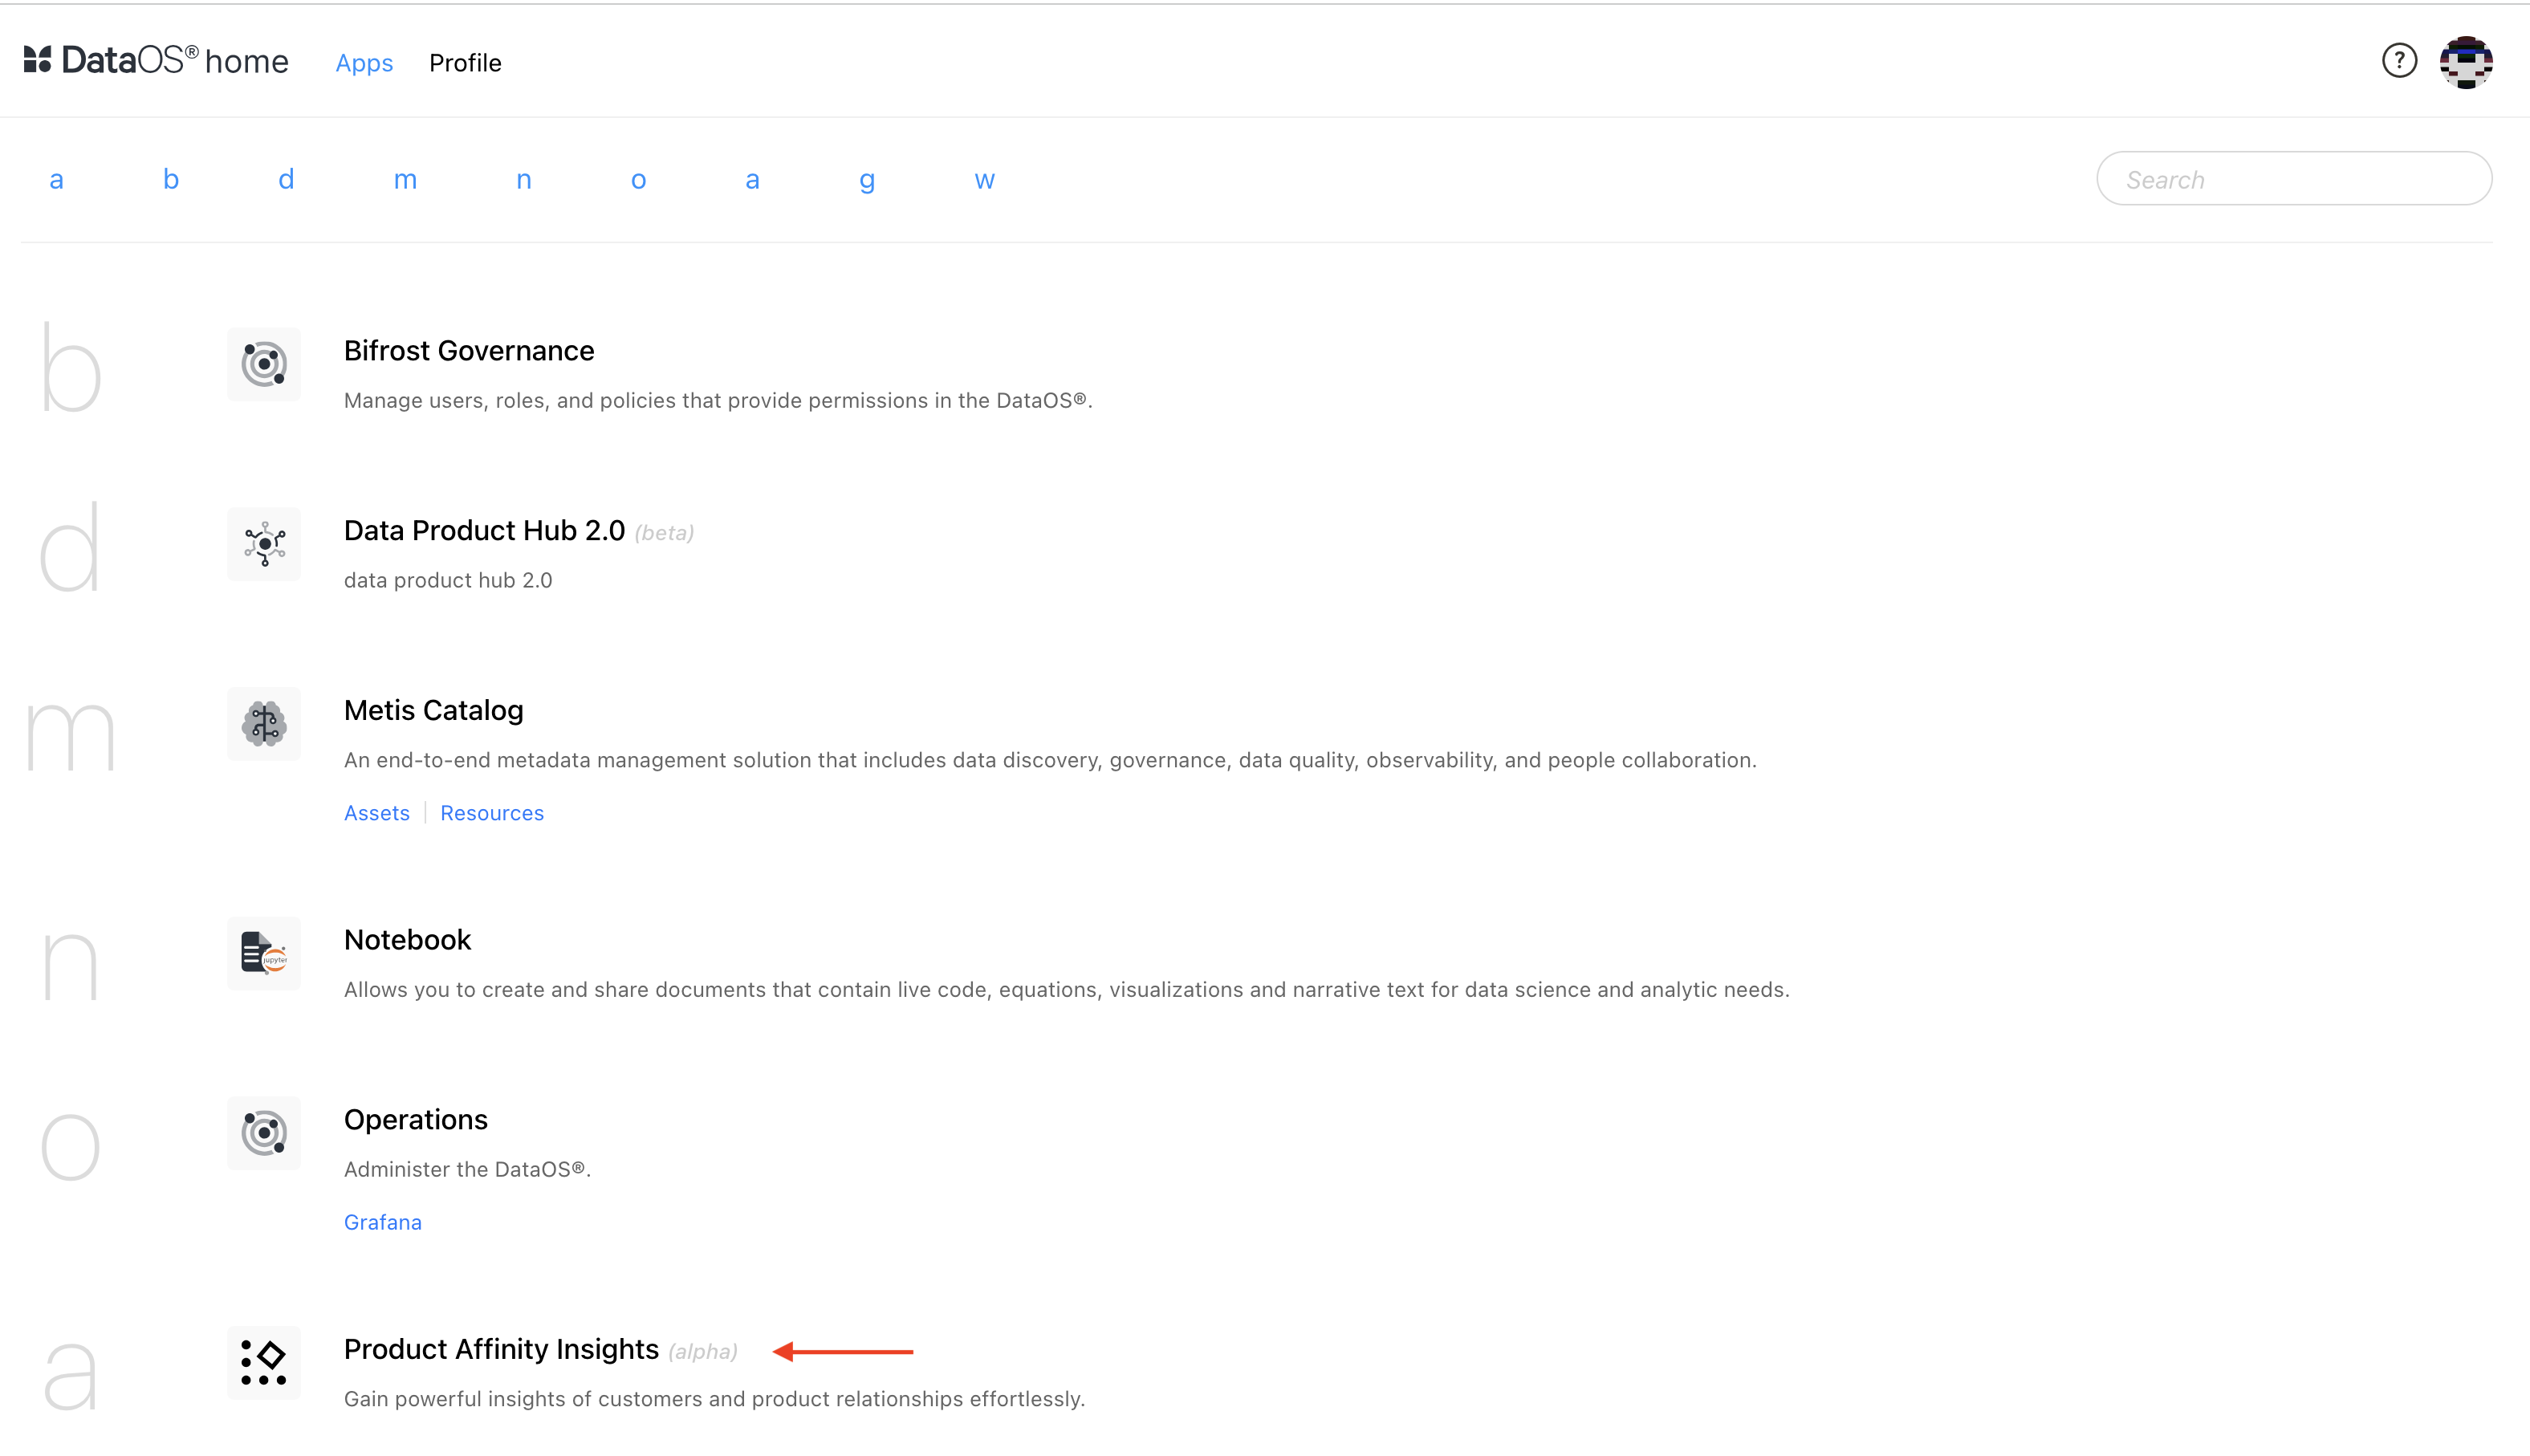 DataOS® home Apps Profile ?
a b d m n o a g w Search
b
Bifrost Governance
Manage users, roles, and policies that provide permissions in the DataOS®.
d
Data Product Hub 2.0 (beta)
data product hub 2.0
m
Metis Catalog
An end-to-end metadata management solution that includes data discovery, governance, data quality, observability, and people collaboration.
Assets | Resources
n
jupyter
Notebook
Allows you to create and share documents that contain live code, equations, visualizations and narrative text for data science and analytic needs.
o
Operations
Administer the DataOS®.
Grafana
a
Product Affinity Insights (alpha)
Gain powerful insights of customers and product relationships effortlessly.